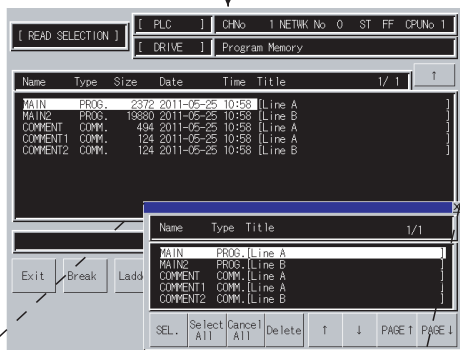 [ READ SELECTION ]
[ PLC ] CHNo 1 NETWK No 0 ST FF CPUNo 1
[ DRIVE ] Program Memory
Name Type Size Date Time Title 1/ 1 ↑
MAIN PROG. 2372 2011-05-25 10:58 [Line A ]
MAIN2 PROG. 19880 2011-05-25 10:58 [Line B ]
COMMENT COMM. 494 2011-05-25 10:58 [Line A ]
COMMENT1 COMM. 124 2011-05-25 10:58 [Line A ]
COMMENT2 COMM. 124 2011-05-25 10:58 [Line B ]
Exit Break Ladd
X
Name Type Title 1/1
MAIN PROG.[Line A ]
MAIN2 PROG.[Line B ]
COMMENT COMM.[Line A ]
COMMENT1 COMM.[Line A ]
COMMENT2 COMM.[Line B ]
SEL. Select All Cancel All Delete ↑ ↓ PAGE↑ PAGE↓